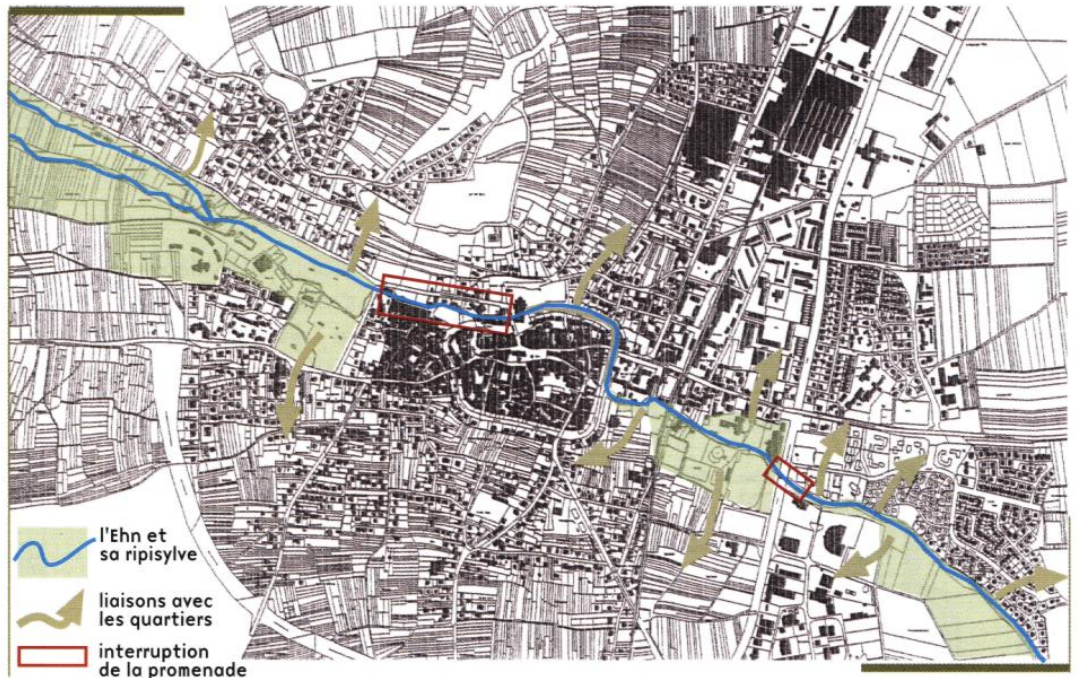 l'Ehn et
sa ripisylve
liaisons avec
les quartiers
interruption
de la promenade